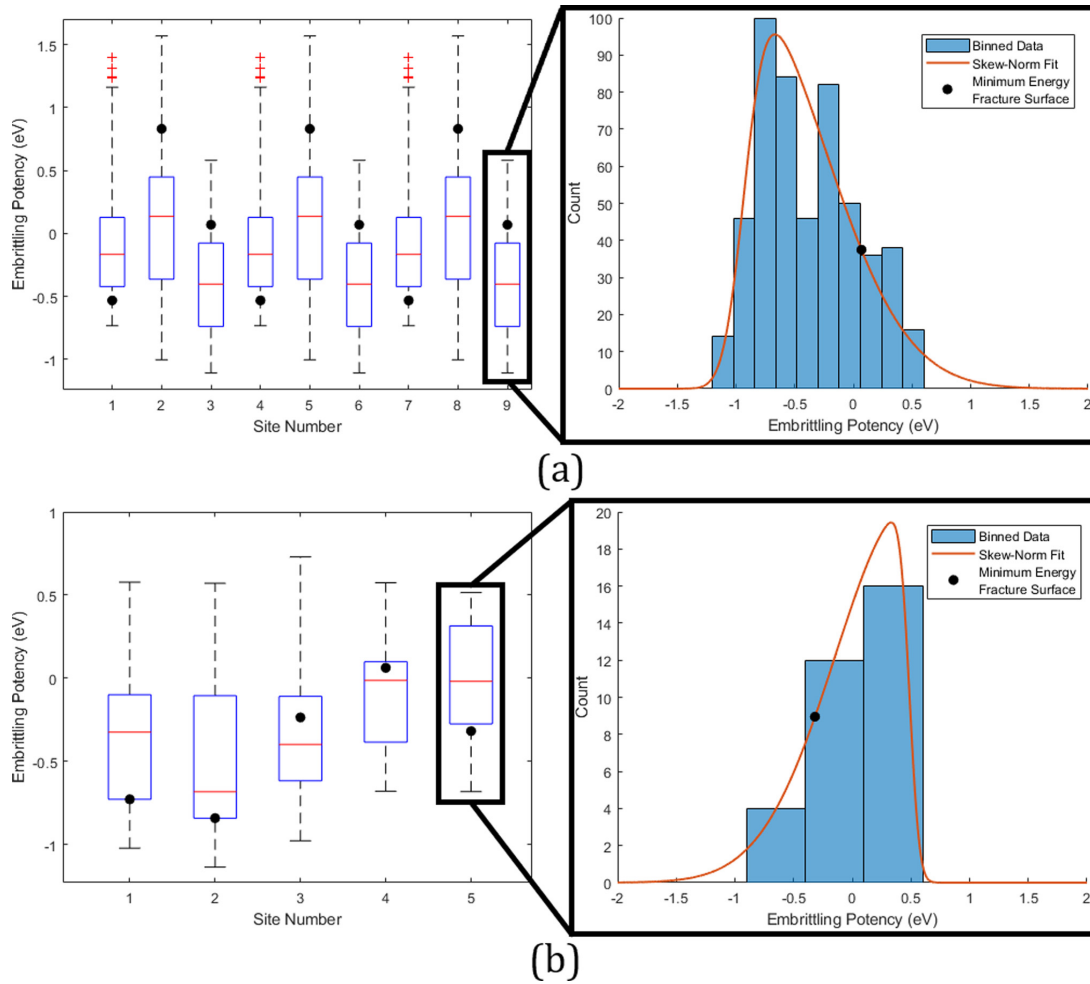 1.5
1
0.5
0
-0.5
-1
Embrittling Potency (eV)
1 2 3 4 5 6 7 8 9
Site Number
100
90
80
70
60
50
40
30
20
10
0
Count
-2 -1.5 -1 -0.5 0 0.5 1 1.5 2
Embrittling Potency (eV)
Binned Data
Skew-Norm Fit
Minimum Energy
Fracture Surface
(a)
1
0.5
0
-0.5
-1
Embrittling Potency (eV)
1 2 3 4 5
Site Number
20
18
16
14
12
10
8
6
4
2
0
Count
-2 -1.5 -1 -0.5 0 0.5 1 1.5 2
Embrittling Potency (eV)
Binned Data
Skew-Norm Fit
Minimum Energy
Fracture Surface
(b)